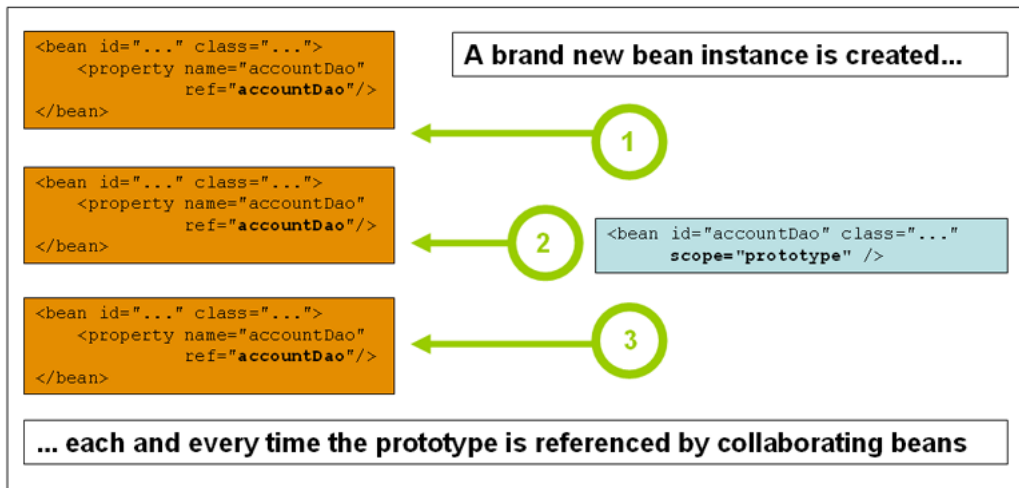 <bean id="..." class="...">
    <property name="accountDao"
              ref="accountDao"/>
</bean>
A brand new bean instance is created...
1
<bean id="..." class="...">
    <property name="accountDao"
              ref="accountDao"/>
</bean>
2
<bean id="accountDao" class="..."
      scope="prototype" />
<bean id="..." class="...">
    <property name="accountDao"
              ref="accountDao"/>
</bean>
3
... each and every time the prototype is referenced by collaborating beans